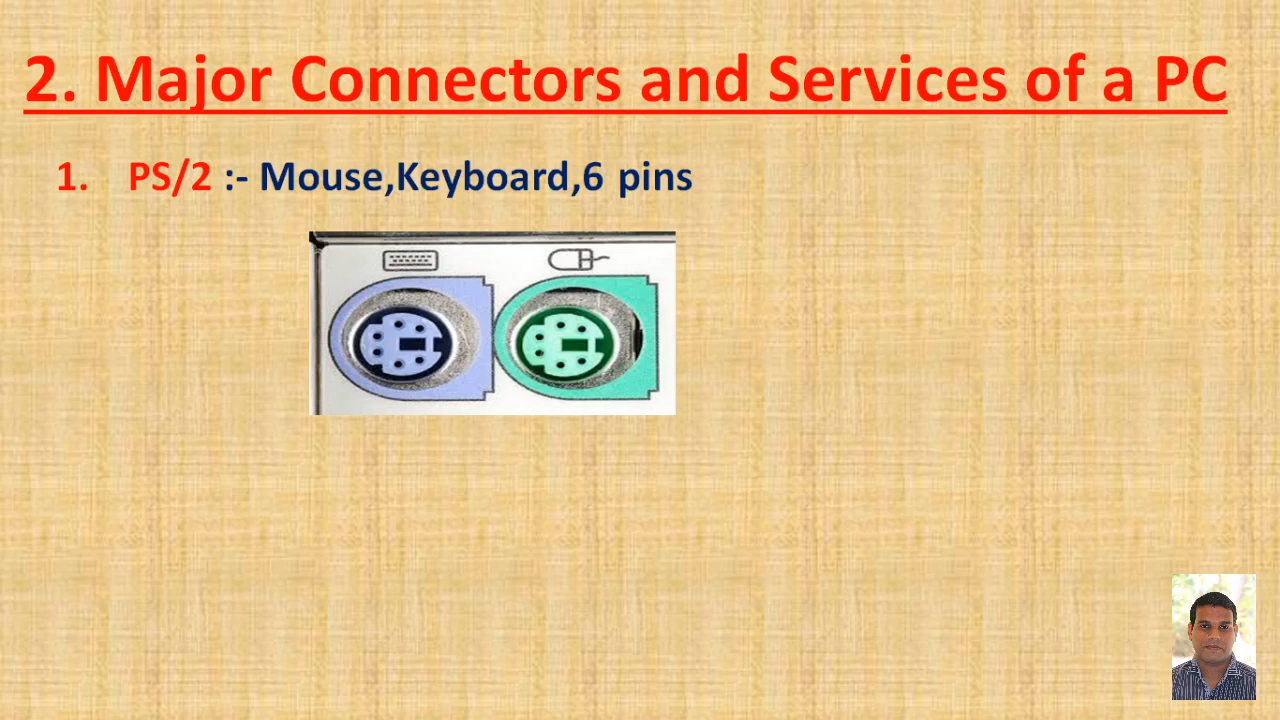 2. Major Connectors and Services of a PC
1. PS/2 :- Mouse,Keyboard,6 pins